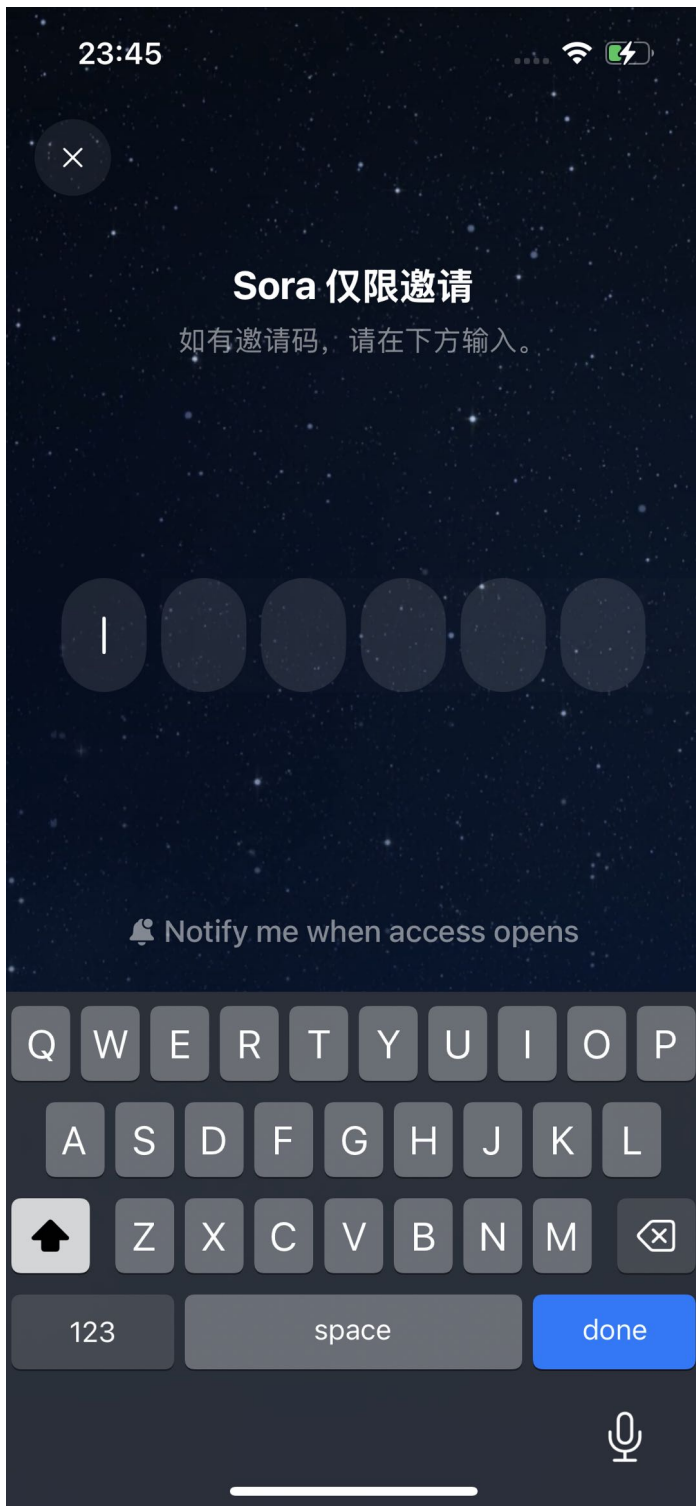 23:45
Sora 仅限邀请
如有邀请码，请在下方输入。
Notify me when access opens
Q W E R T Y U I O P
A S D F G H J K L
Z X C V B N M
123 space done